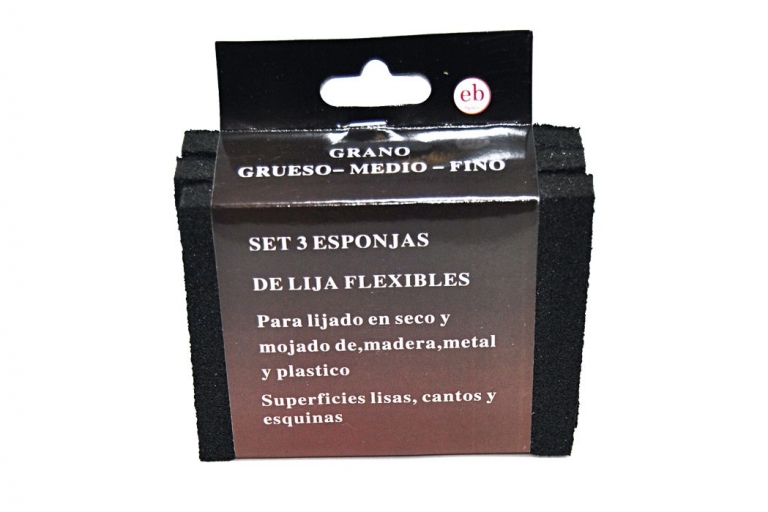 eb
GRANO
GRUESO- MEDIO - FINO
SET 3 ESPONJAS
DE LIJA FLEXIBLES
Para lijado en seco y
mojado de,madera,metal
y plastico
Superficies lisas, cantos y
esquinas